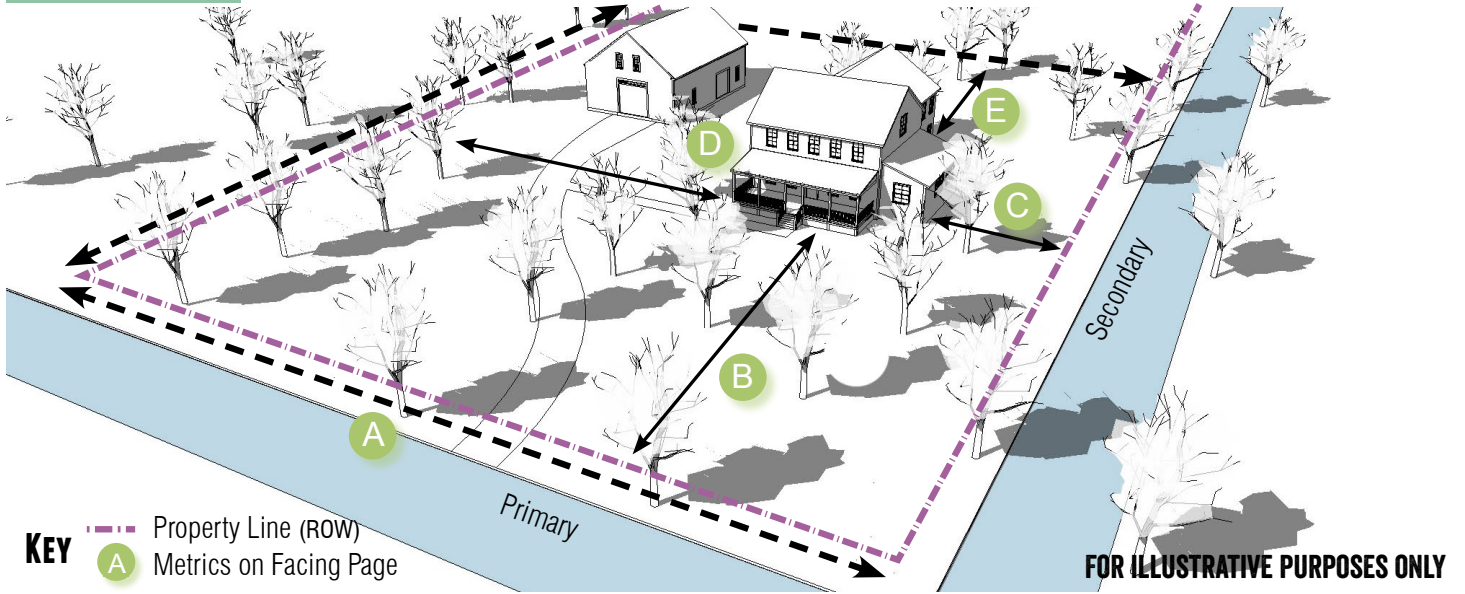 E
D
C
Secondary
B
A
Primary
KEY
Property Line (ROW)
A Metrics on Facing Page
FOR ILLUSTRATIVE PURPOSES ONLY